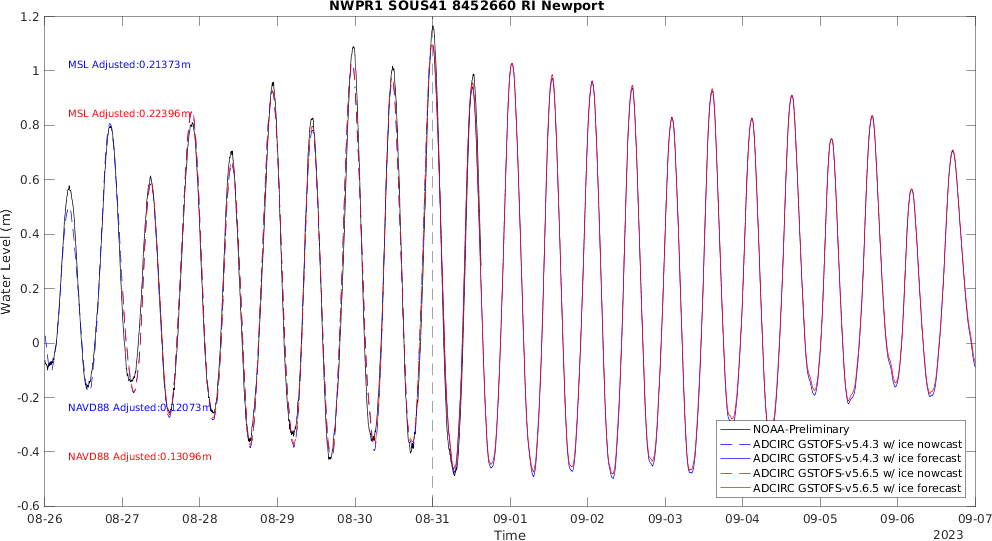 NWPR1 SOUS41 8452660 RI Newport
1.2
1
0.8
0.6
0.4
0.2
0
-0.2
-0.4
-0.6
Water Level (m)
MSL Adjusted:0.21373m
MSL Adjusted:0.22396m
NAVD88 Adjusted:0.12073m
NAVD88 Adjusted:0.13096m
NOAA-Preliminary
ADCIRC GSTOFS-v5.4.3 w/ ice nowcast
ADCIRC GSTOFS-v5.4.3 w/ ice forecast
ADCIRC GSTOFS-v5.6.5 w/ ice nowcast
ADCIRC GSTOFS-v5.6.5 w/ ice forecast
08-26 08-27 08-28 08-29 08-30 08-31 09-01 09-02 09-03 09-04 09-05 09-06 09-07
Time
2023